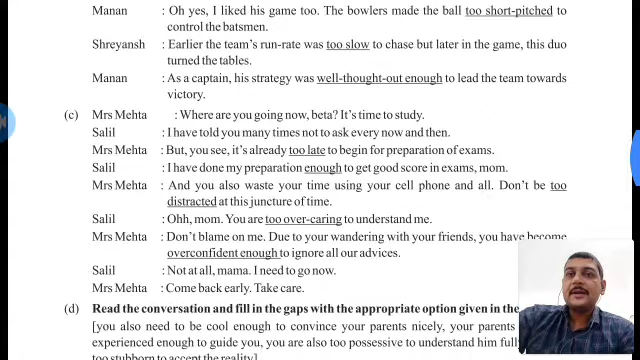 Manan : Oh yes, I liked his game too. The bowlers made the ball too short-pitched to
control the batsmen.
Shreyansh : Earlier the team's run-rate was too slow to chase but later in the game, this duo
turned the tables.
Manan : As a captain, his strategy was well-thought-out enough to lead the team towards
victory.
(c) Mrs Mehta : Where are you going now, beta? It's time to study.
Salil : I have told you many times not to ask every now and then.
Mrs Mehta : But, you see, it's already too late to begin for preparation of exams.
Salil : I have done my preparation enough to get good score in exams, mom.
Mrs Mehta : And you also waste your time using your cell phone and all. Don't be too
distracted at this juncture of time.
Salil : Ohh, mom. You are too over-caring to understand me.
Mrs Mehta : Don't blame on me. Due to your wandering with your friends, you have become
overconfident enough to ignore all our advices.
Salil : Not at all, mama. I need to go now.
Mrs Mehta : Come back early. Take care.
(d) Read the conversation and fill in the gaps with the appropriate option given in the
[you also need to be cool enough to convince your parents nicely, your parents
experienced enough to guide you, you are also too possessive to understand him
too stubborn to accept the reality]